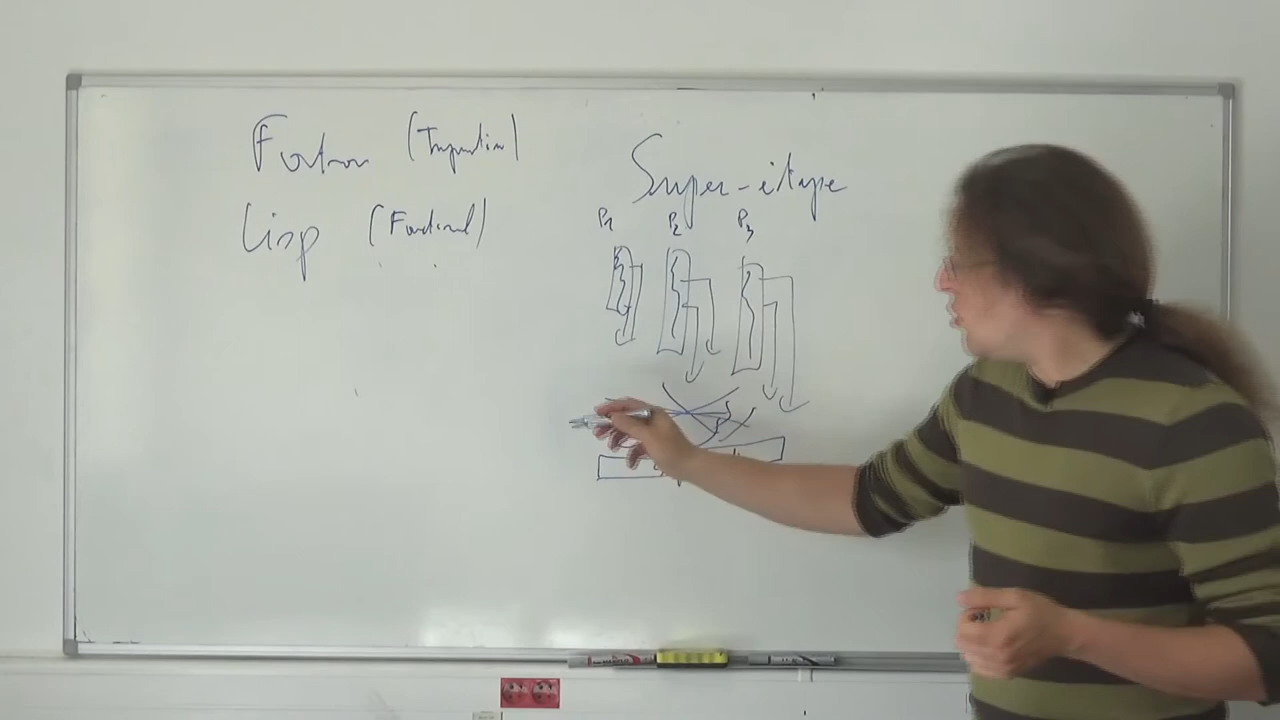 Fortran (Impératif)
Lisp (Fonctionnel)
Super-étape
P1 P2 P3